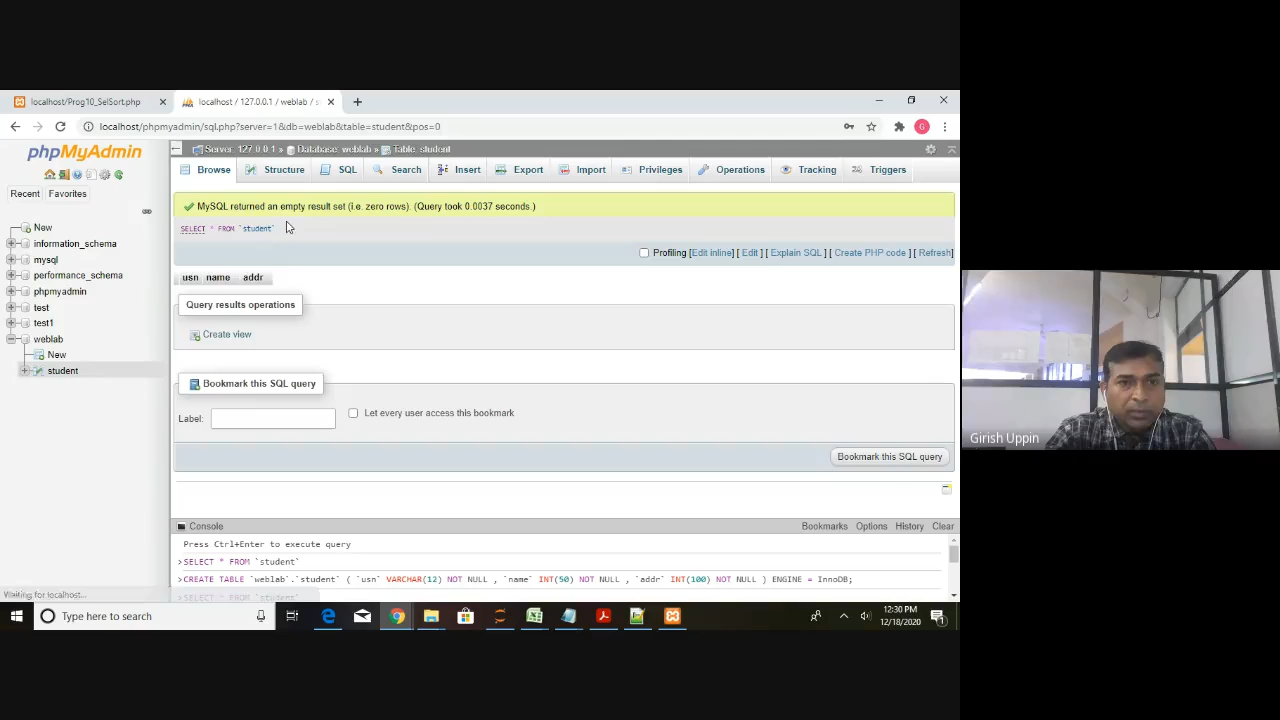 localhost/Prog10_SelSort.php
localhost / 127.0.0.1 / weblab / s
localhost/phpmyadmin/sql.php?server=1&db=weblab&table=student&pos=0
G
phpMyAdmin
Recent Favorites
New
information_schema
mysql
performance_schema
phpmyadmin
test
test1
weblab
New
student
Server: 127.0.0.1 » Database: weblab » Table: student
Browse Structure SQL Search Insert Export Import Privileges Operations Tracking Triggers
MySQL returned an empty result set (i.e. zero rows). (Query took 0.0037 seconds.)
SELECT * FROM `student`
Profiling [Edit inline] [ Edit ] [ Explain SQL ] [ Create PHP code ] [ Refresh]
usn name addr
Query results operations
Create view
Bookmark this SQL query
Label: Let every user access this bookmark
Bookmark this SQL query
Console Bookmarks Options History Clear
Press Ctrl+Enter to execute query
>SELECT * FROM `student`
>CREATE TABLE `weblab`.`student` ( `usn` VARCHAR(12) NOT NULL , `name` INT(50) NOT NULL , `addr` INT(100) NOT NULL ) ENGINE = InnoDB;
>SELECT * FROM `student`
Waiting for localhost...
Type here to search
12:30 PM
12/18/2020
1
Girish Uppin